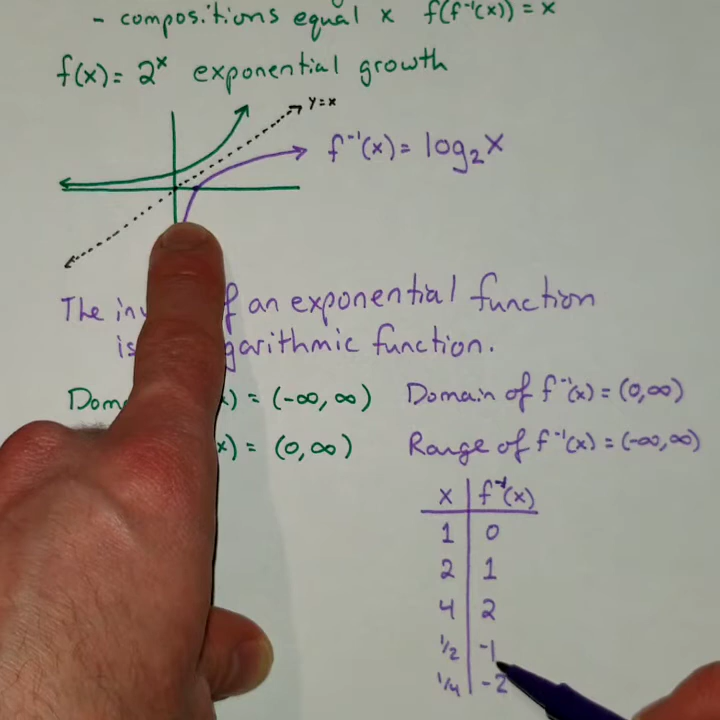 - compositions equal x f(f⁻¹(x)) = x
f(x) = 2ˣ exponential growth
y=x
f⁻¹(x) = log₂x
The in f an exponential function
is garithmic function.
Dom x) = (-∞, ∞) Domain of f⁻¹(x) = (0,∞)
x) = (0,∞) Range of f⁻¹(x) = (-∞,∞)
x f⁻¹(x)
1 0
2 1
4 2
1/2 -1
1/4 -2